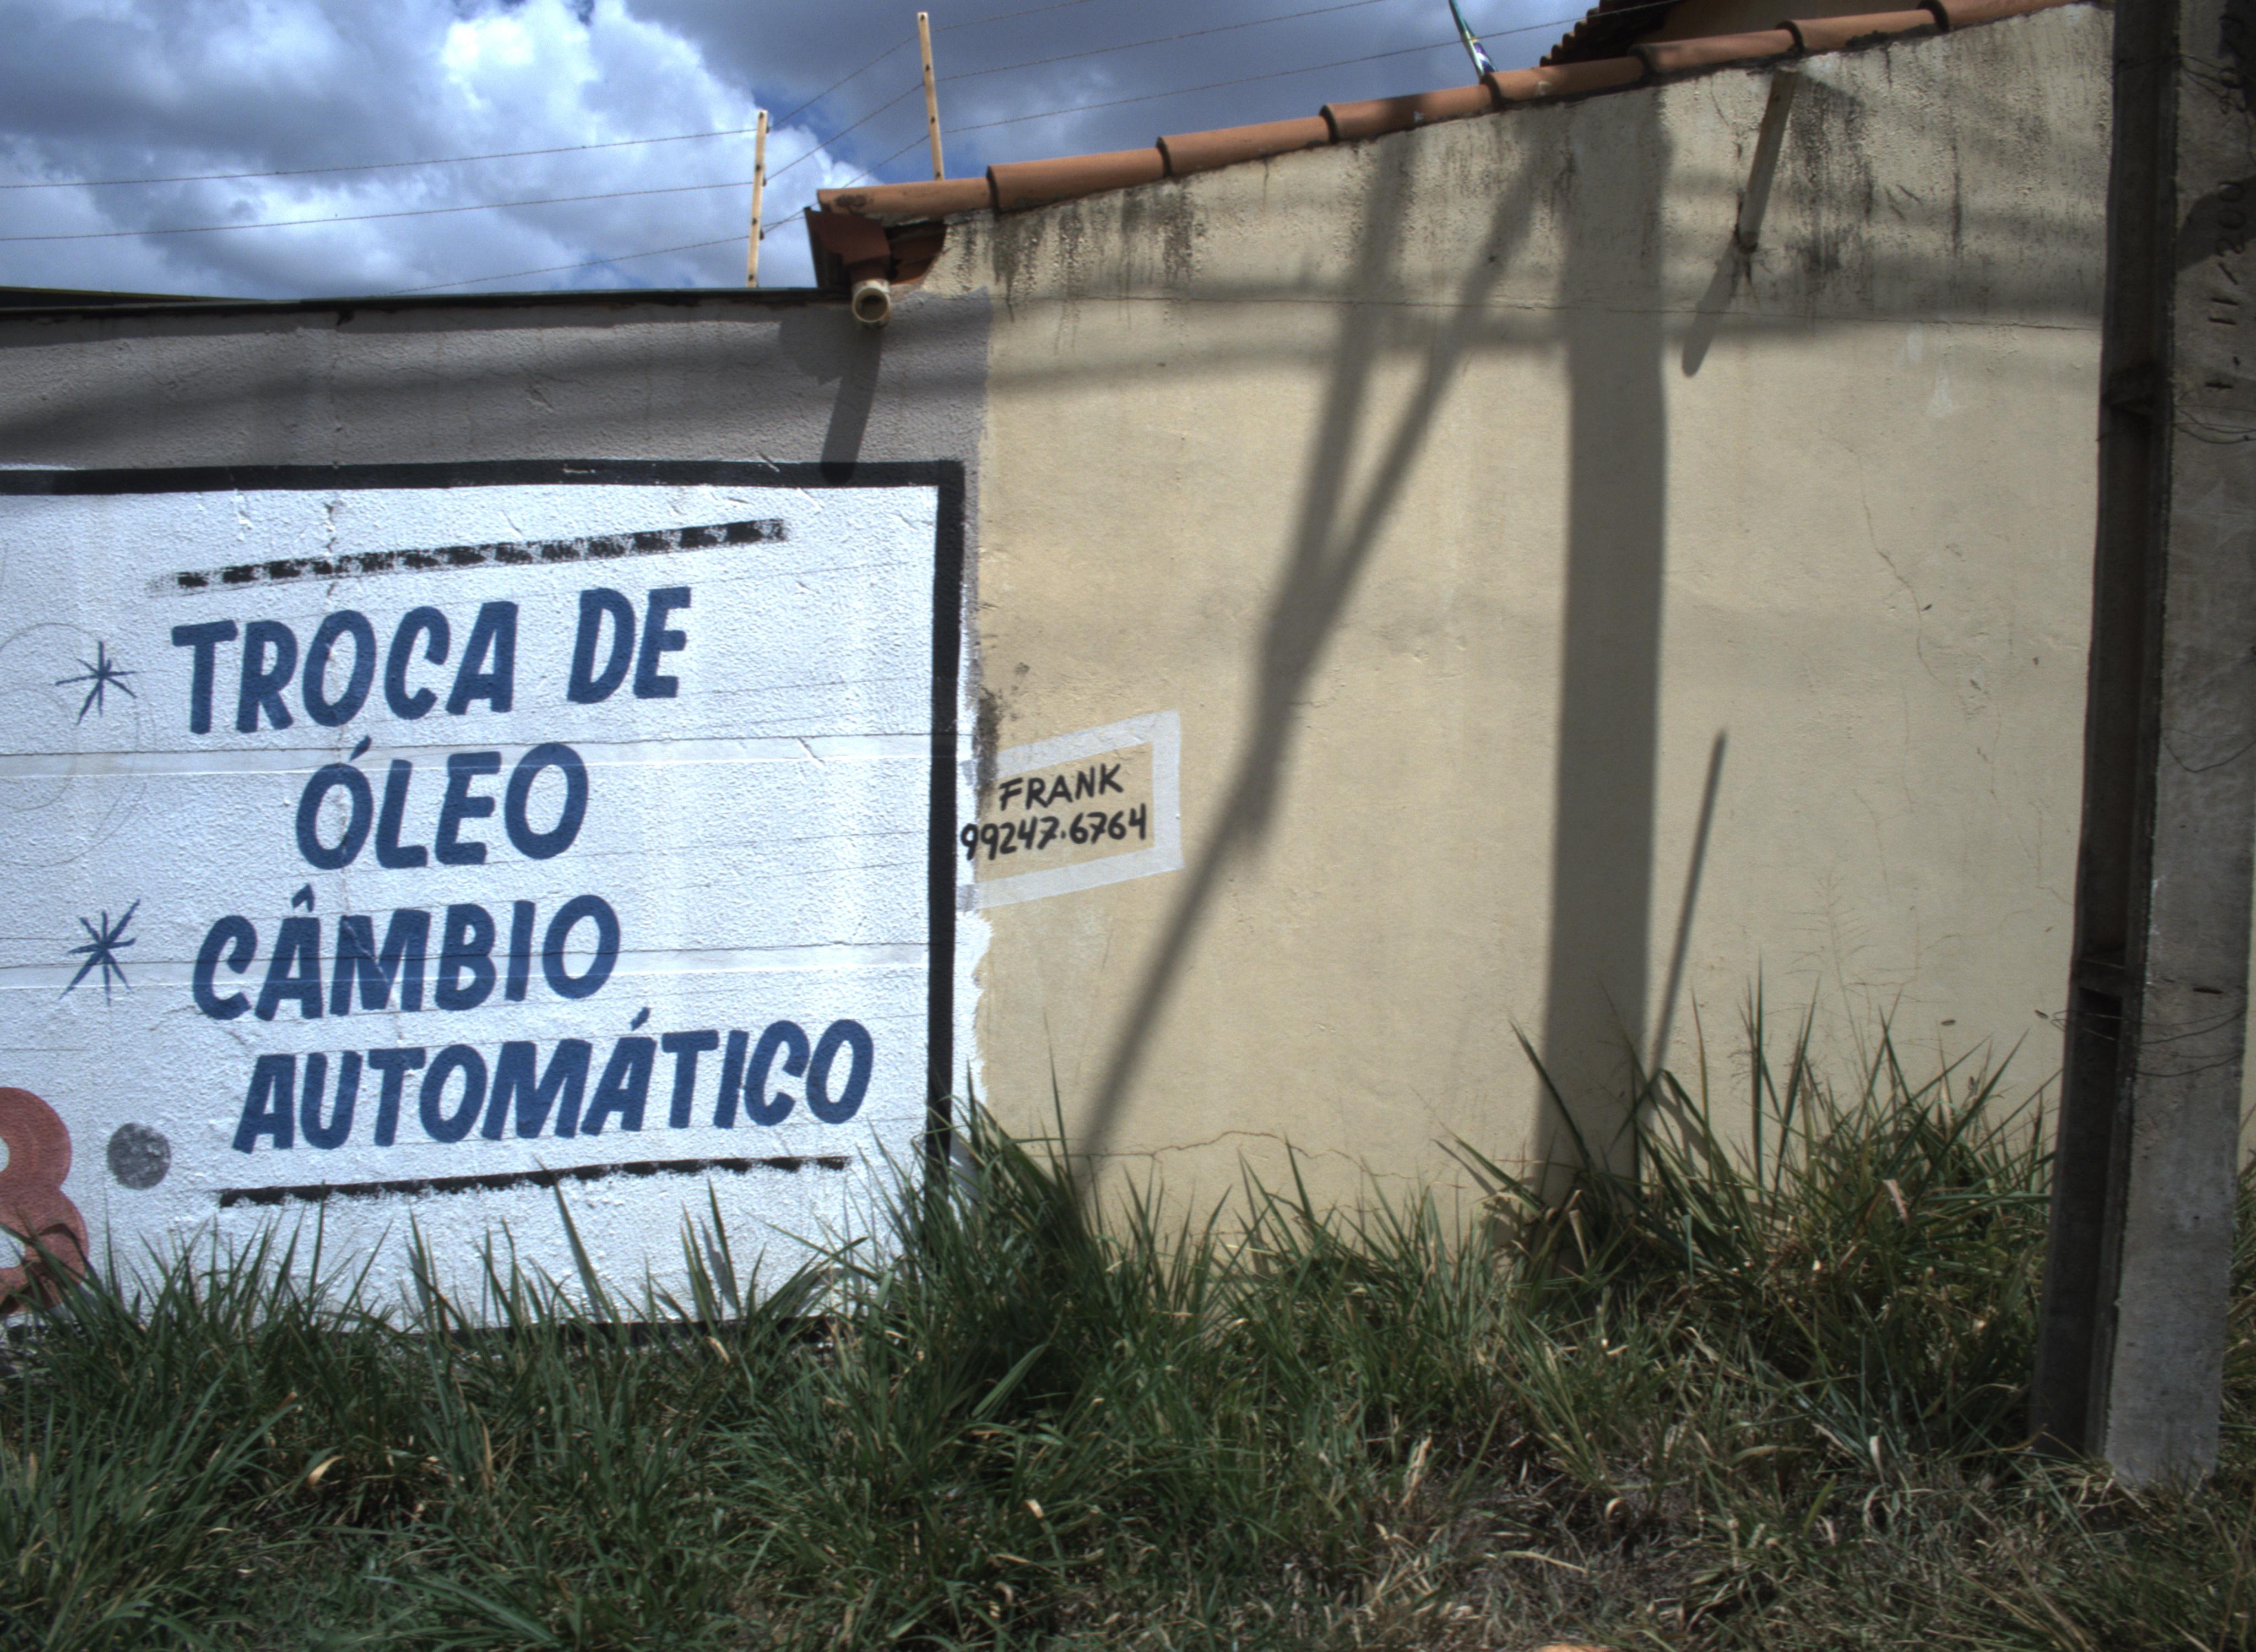 TROCA DE
ÓLEO
CÂMBIO
AUTOMÁTICO
FRANK
99247.6764